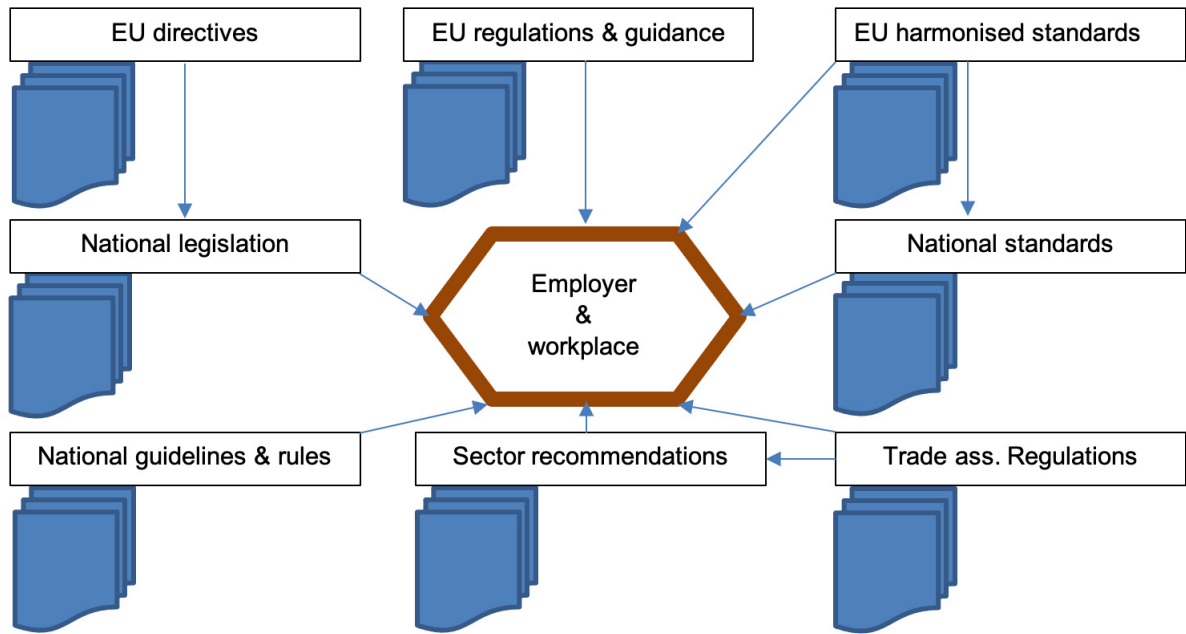 EU directives
EU regulations & guidance
EU harmonised standards
National legislation
Employer
&
workplace
National standards
National guidelines & rules
Sector recommendations
Trade ass. Regulations